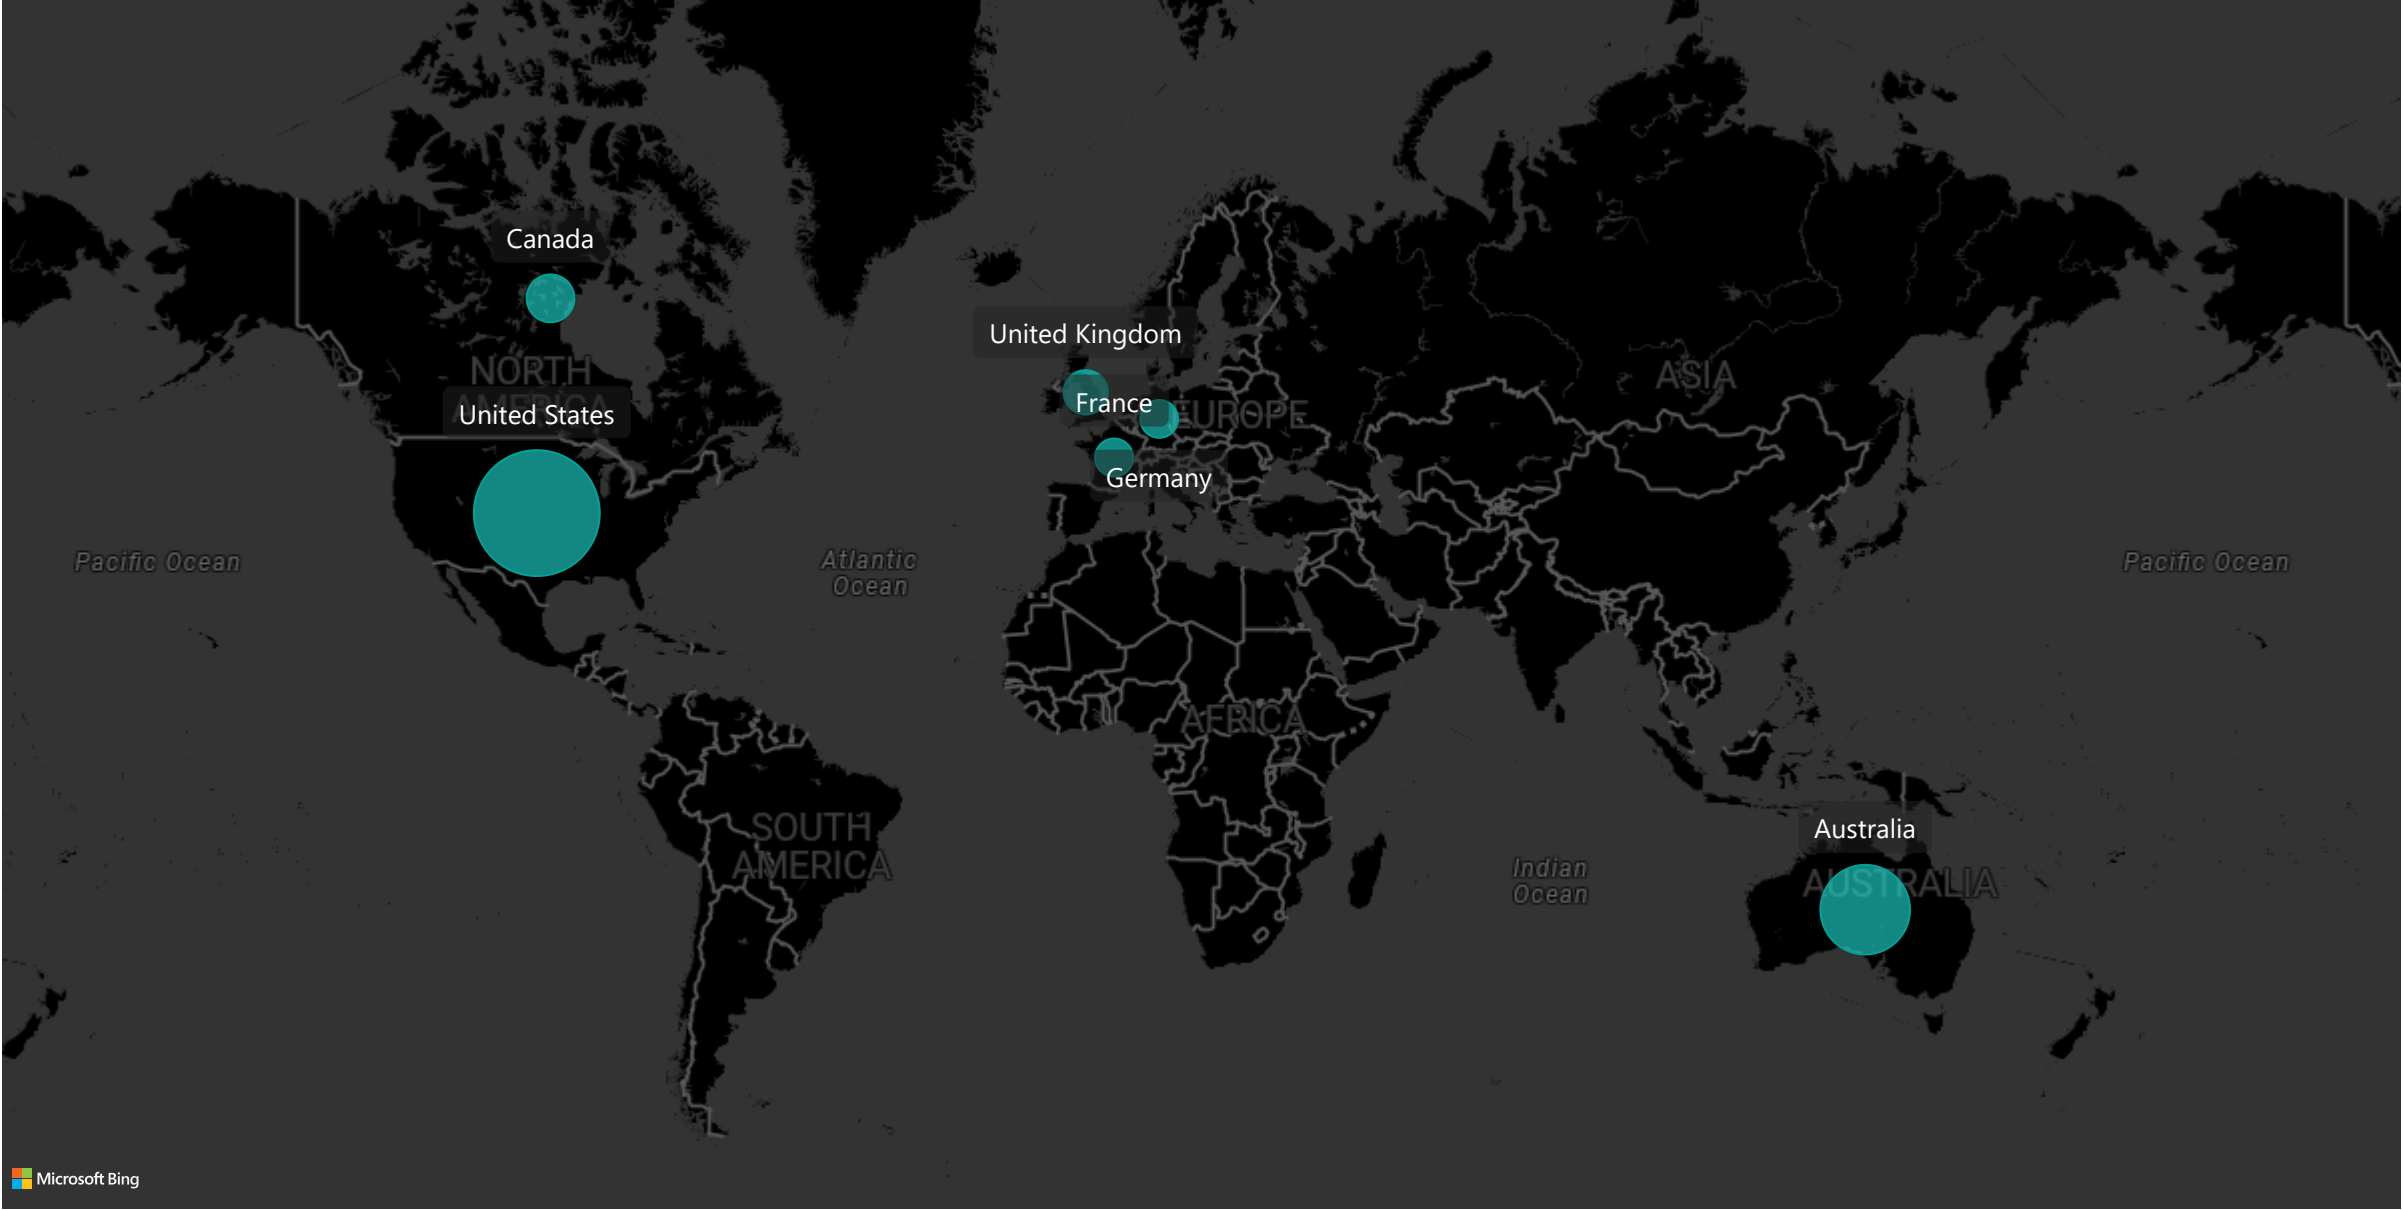 Canada
United Kingdom
NORTH
AMERICA
United States
ASIA
France
EUROPE
Germany
Pacific Ocean
Atlantic
Ocean
Pacific Ocean
AFRICA
SOUTH
AMERICA
Australia
Indian
Ocean
AUSTRALIA
Microsoft Bing